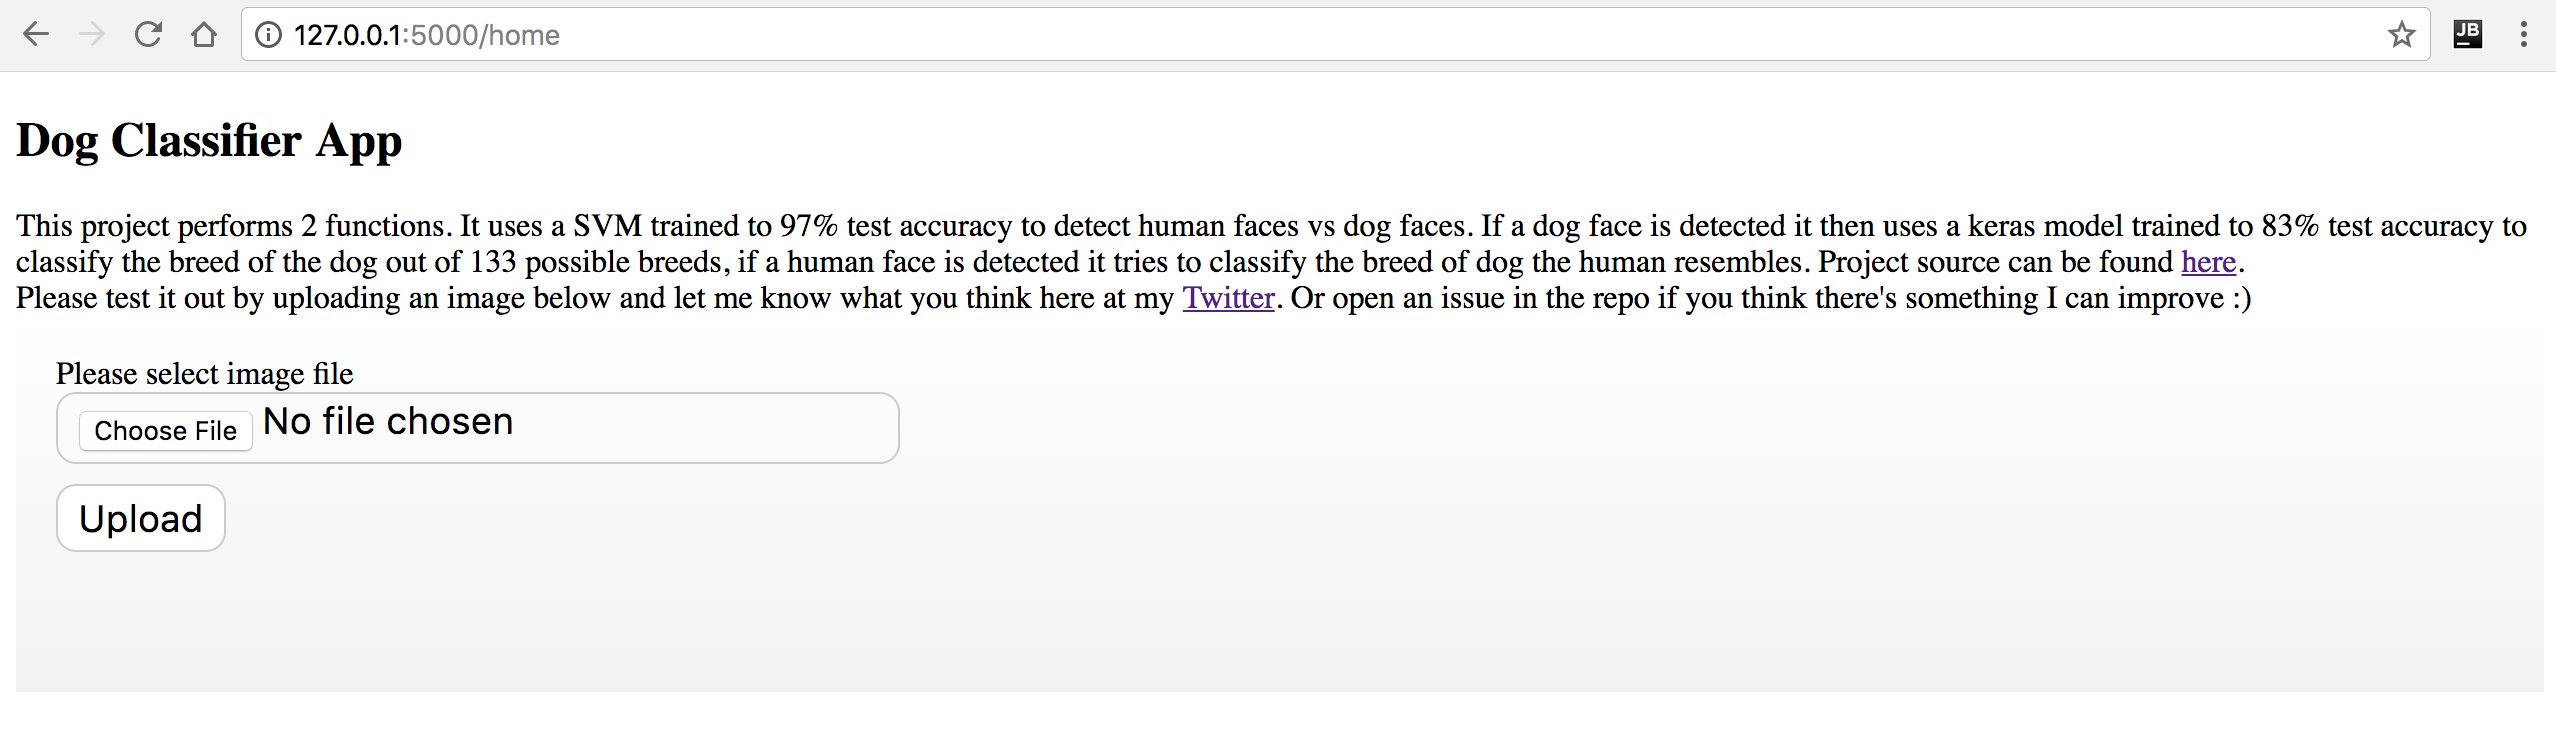 127.0.0.1:5000/home
JB
Dog Classifier App
This project performs 2 functions. It uses a SVM trained to 97% test accuracy to detect human faces vs dog faces. If a dog face is detected it then uses a keras model trained to 83% test accuracy to
classify the breed of the dog out of 133 possible breeds, if a human face is detected it tries to classify the breed of dog the human resembles. Project source can be found here.
Please test it out by uploading an image below and let me know what you think here at my Twitter. Or open an issue in the repo if you think there's something I can improve :)
Please select image file
Choose File No file chosen
Upload